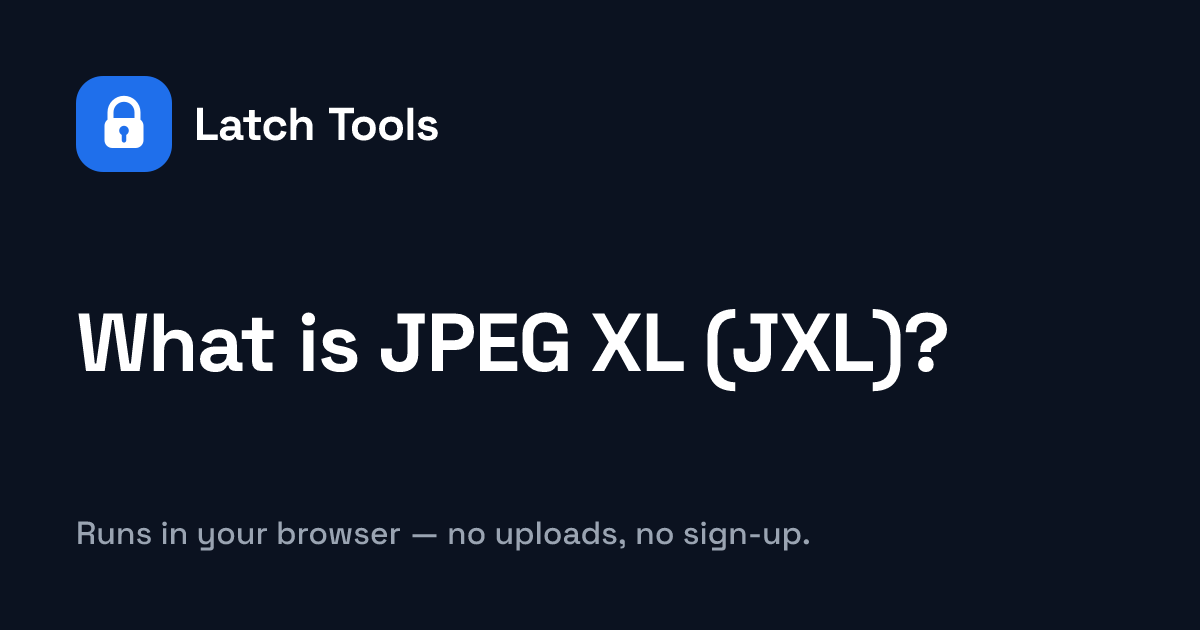 Latch Tools
What is JPEG XL (JXL)?
Runs in your browser — no uploads, no sign-up.